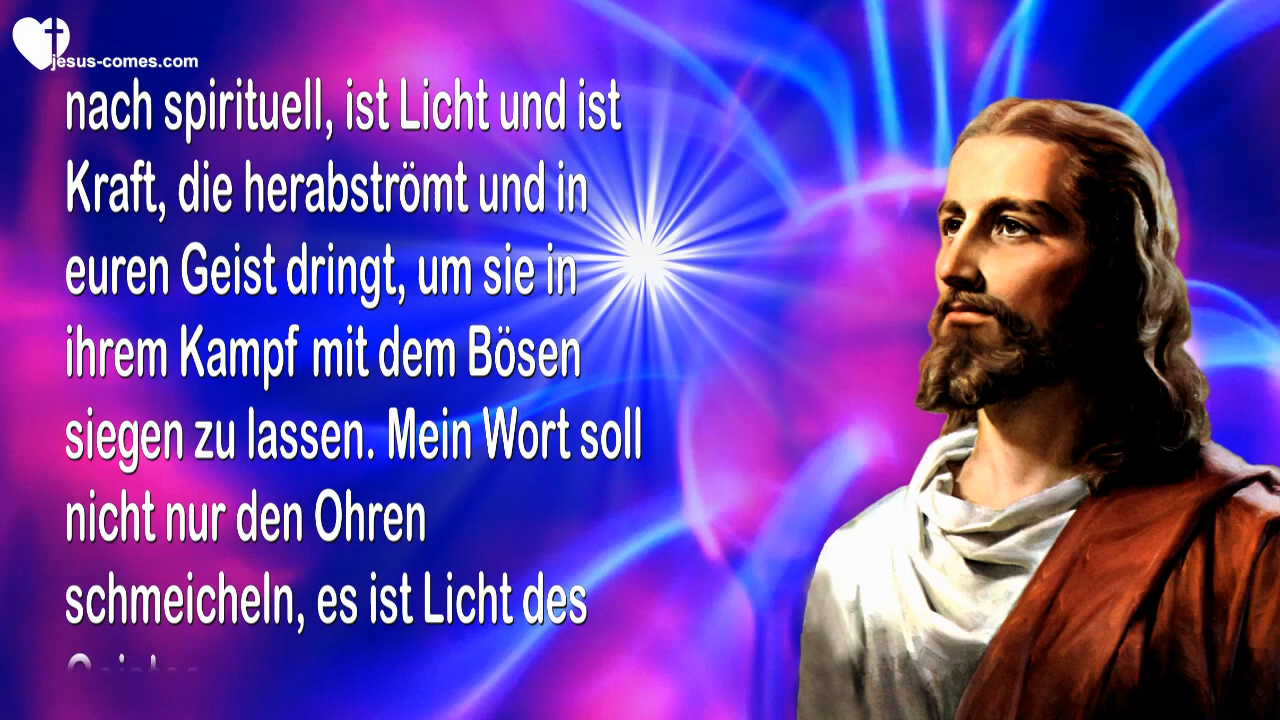 jesus-comes.com
nach spirituell, ist Licht und ist
Kraft, die herabströmt und in
euren Geist dringt, um sie in
ihrem Kampf mit dem Bösen
siegen zu lassen. Mein Wort soll
nicht nur den Ohren
schmeicheln, es ist Licht des